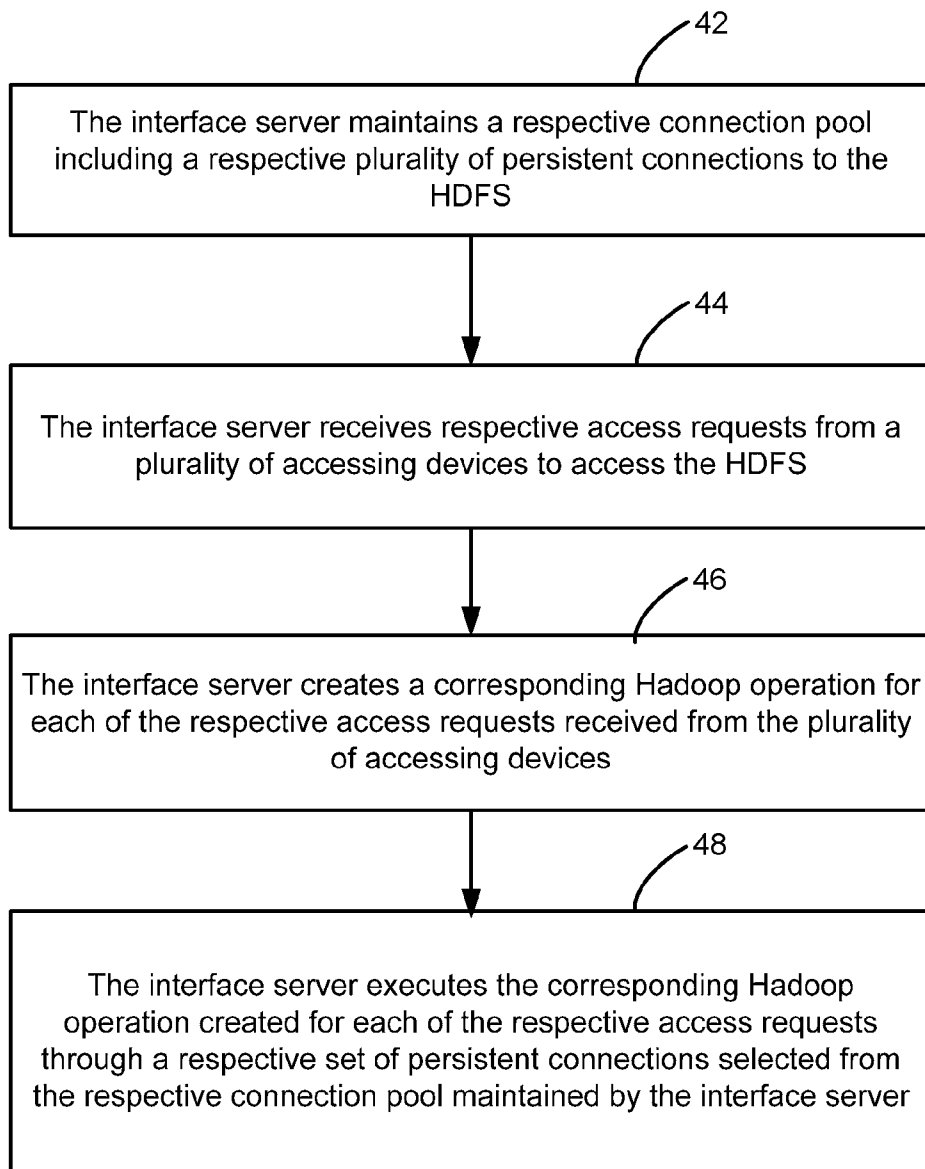 42
The interface server maintains a respective connection pool
including a respective plurality of persistent connections to the
HDFS
44
The interface server receives respective access requests from a
plurality of accessing devices to access the HDFS
46
The interface server creates a corresponding Hadoop operation for
each of the respective access requests received from the plurality
of accessing devices
48
The interface server executes the corresponding Hadoop
operation created for each of the respective access requests
through a respective set of persistent connections selected from
the respective connection pool maintained by the interface server